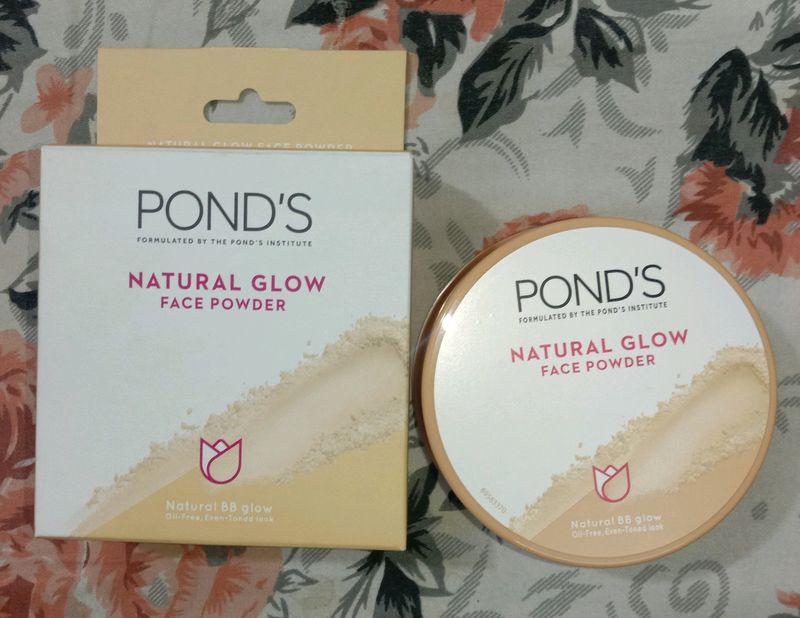 NATURAL GLOW FACE POWDER
POND'S
FORMULATED BY THE POND'S INSTITUTE
NATURAL GLOW
FACE POWDER
Natural BB glow
Oil-Free, Even-Toned look
POND'S
FORMULATED BY THE POND'S INSTITUTE
NATURAL GLOW
FACE POWDER
Natural BB glow
Oil-Free, Even-Toned look